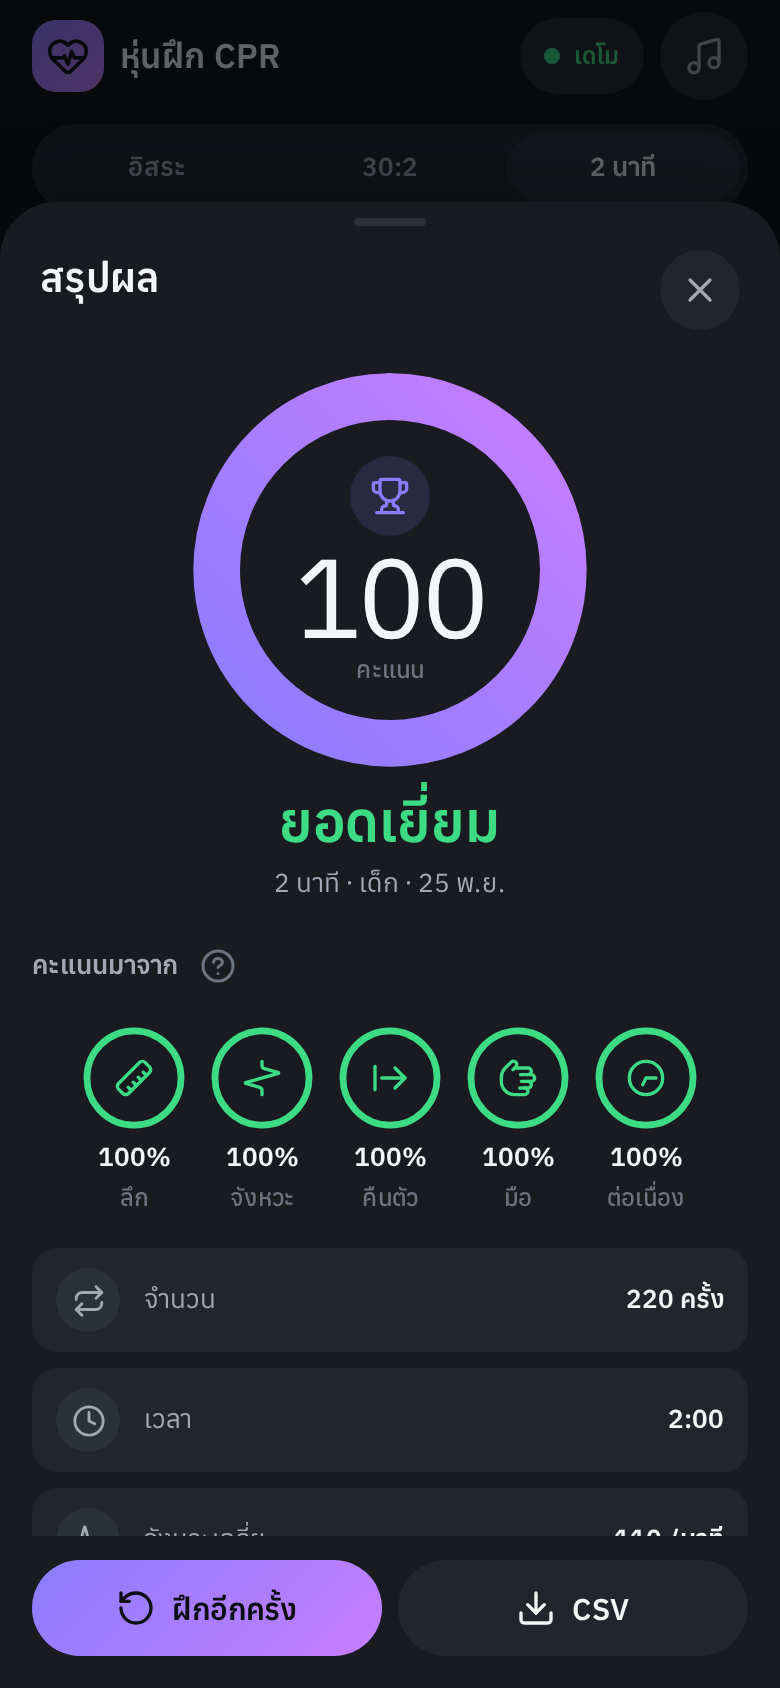 หุ่นฝึก CPR
เดโม
อิสระ
30:2
2 นาที
สรุปผล
100
คะแนน
ยอดเยี่ยม
2 นาที · เด็ก · 25 พ.ย.
คะแนนมาจาก
100% 100% 100% 100% 100%
ลึก จังหวะ คืนตัว มือ ต่อเนื่อง
จำนวน 220 ครั้ง
เวลา 2:00
ฝึกอีกครั้ง
CSV